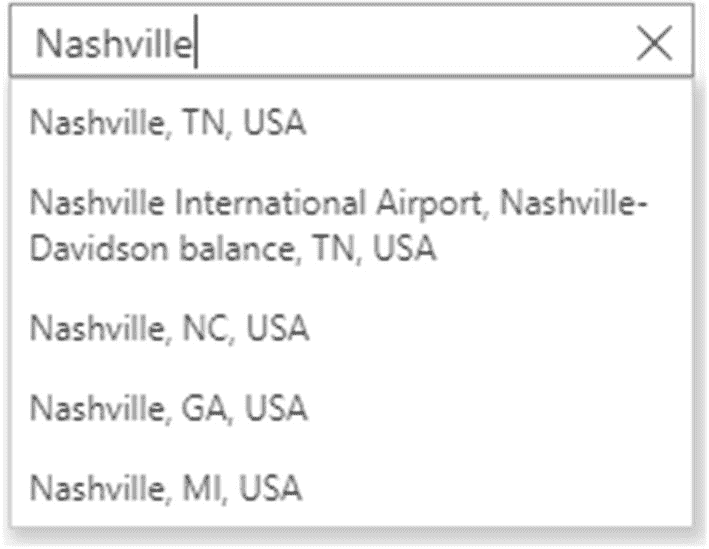 Nashville
Nashville, TN, USA
Nashville International Airport, Nashville-
Davidson balance, TN, USA
Nashville, NC, USA
Nashville, GA, USA
Nashville, MI, USA